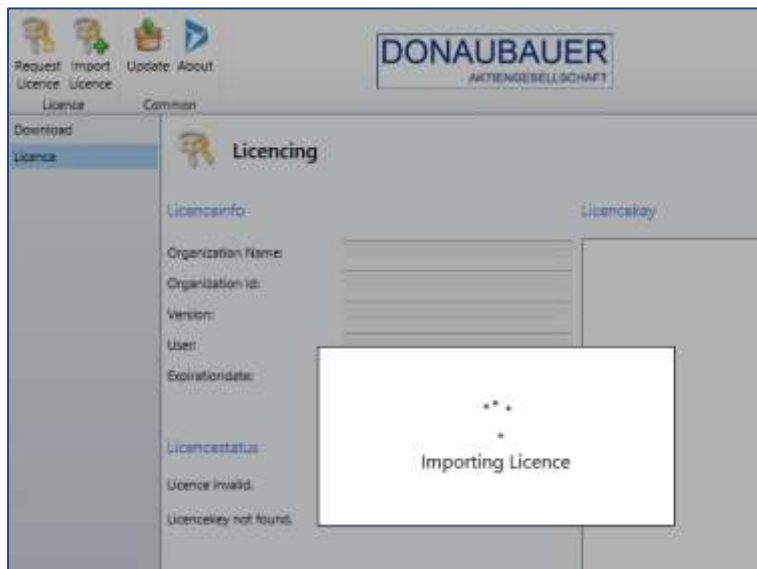 Request Licence
Import Licence
Update
About
Licence
Common
DONAUBAUER
AKTIENGESELLSCHAFT
Download
Licence
Licencing
Licenceinfo
Licencekey
Organization Name:
Organization id:
Version:
User:
Expirationdate:
Importing Licence
Licencestatus
Licence invalid.
Licencekey not found.